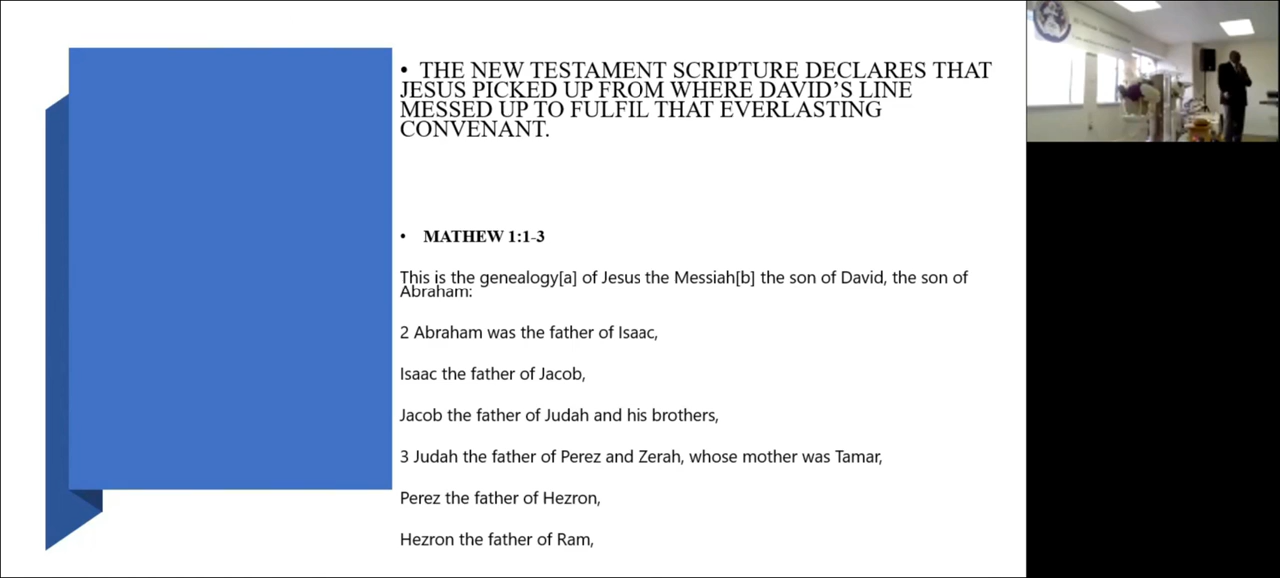 • THE NEW TESTAMENT SCRIPTURE DECLARES THAT
JESUS PICKED UP FROM WHERE DAVID’S LINE
MESSED UP TO FULFIL THAT EVERLASTING
CONVENANT.
• MATHEW 1:1-3
This is the genealogy[a] of Jesus the Messiah[b] the son of David, the son of
Abraham:
2 Abraham was the father of Isaac,
Isaac the father of Jacob,
Jacob the father of Judah and his brothers,
3 Judah the father of Perez and Zerah, whose mother was Tamar,
Perez the father of Hezron,
Hezron the father of Ram,